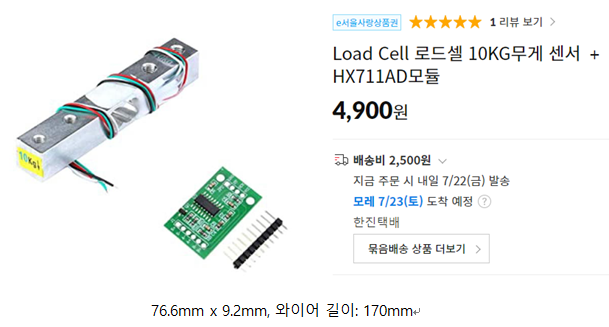 e서울사랑상품권 ★★★★★ 1 리뷰 보기 >
Load Cell 로드셀 10KG무게 센서 +
HX711AD모듈
4,900원
배송비 2,500원
지금 주문 시 내일 7/22(금) 발송
모레 7/23(토) 도착 예정 ?
한진택배
묶음배송 상품 더보기 >
10Kg
76.6mm x 9.2mm, 와이어 길이: 170mm↵